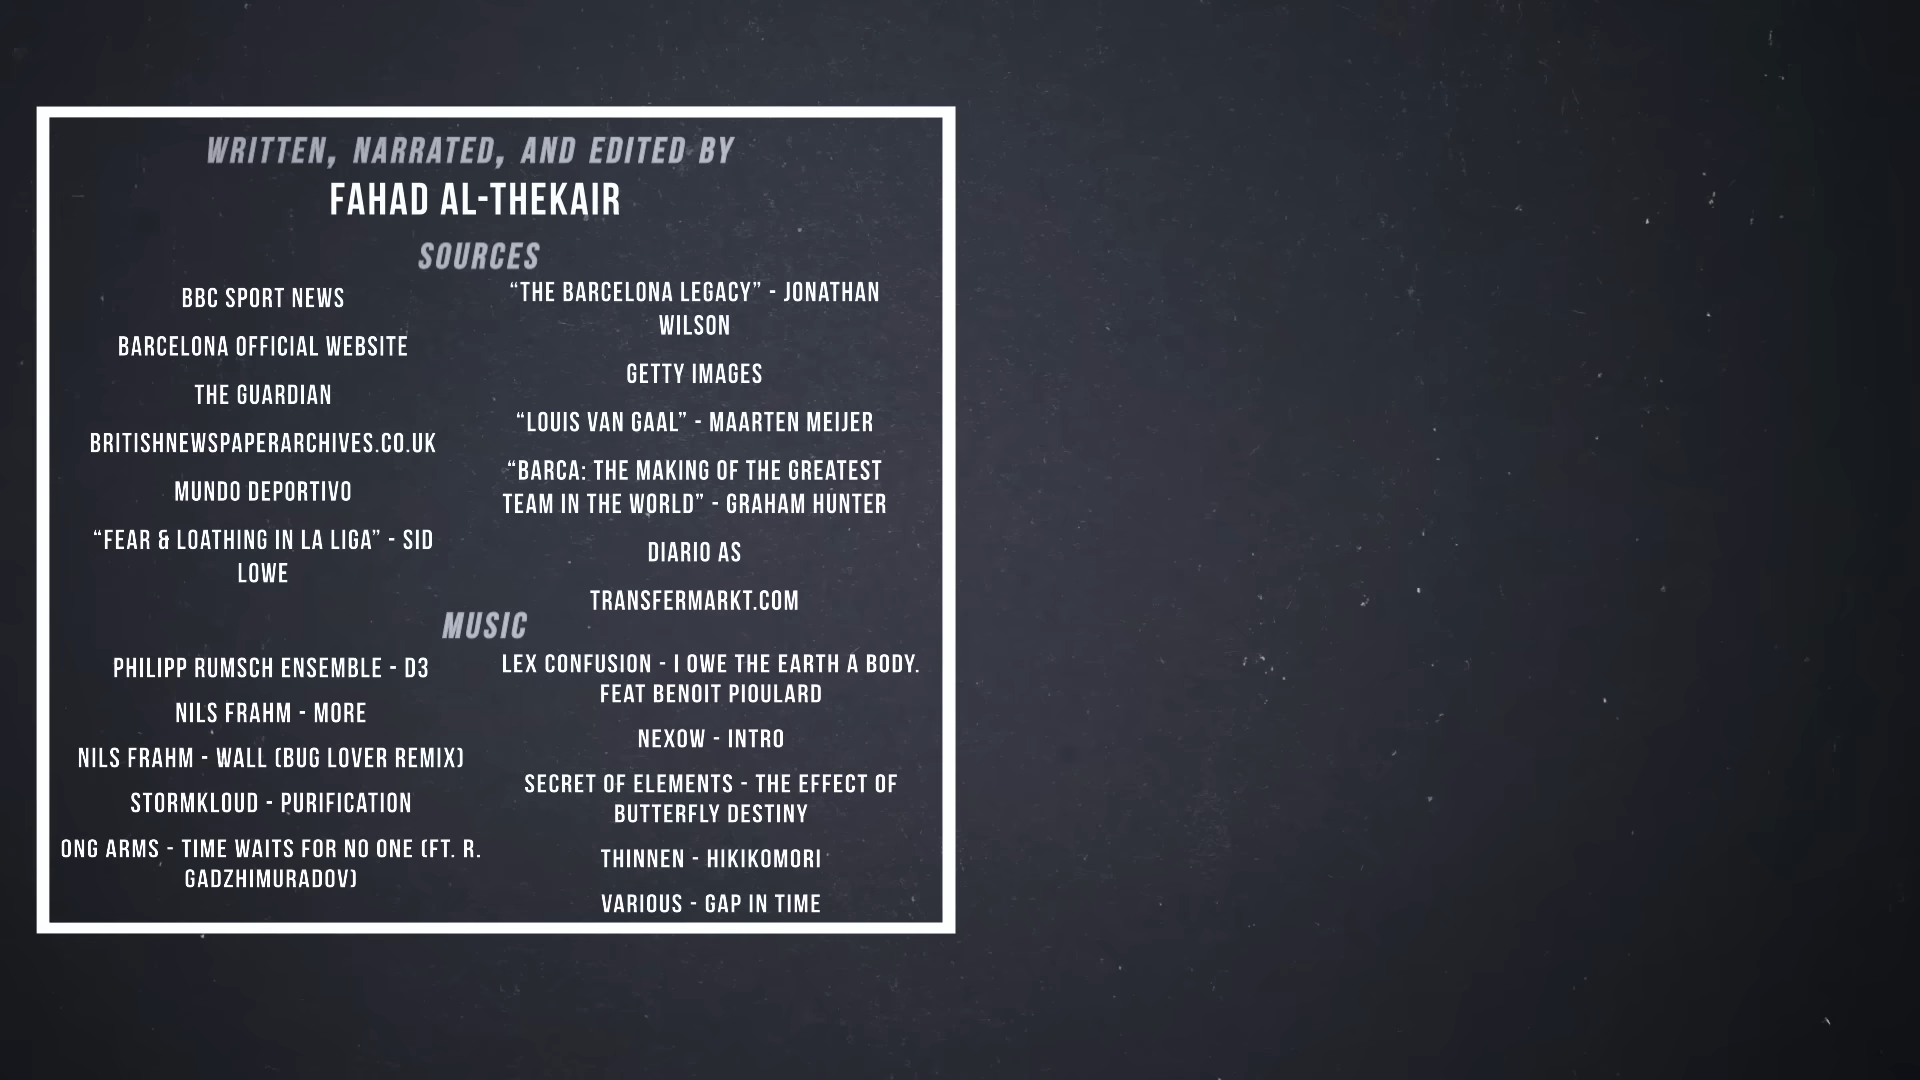 WRITTEN, NARRATED, AND EDITED BY
FAHAD AL-THEKAIR
SOURCES
BBC SPORT NEWS
BARCELONA OFFICIAL WEBSITE
THE GUARDIAN
BRITISHNEWSPAPERARCHIVES.CO.UK
MUNDO DEPORTIVO
“FEAR & LOATHING IN LA LIGA” - SID
LOWE
“THE BARCELONA LEGACY” - JONATHAN
WILSON
GETTY IMAGES
“LOUIS VAN GAAL” - MAARTEN MEIJER
“BARCA: THE MAKING OF THE GREATEST
TEAM IN THE WORLD” - GRAHAM HUNTER
DIARIO AS
TRANSFERMARKT.COM
MUSIC
PHILIPP RUMSCH ENSEMBLE - D3
NILS FRAHM - MORE
NILS FRAHM - WALL (BUG LOVER REMIX)
STORMKLOUD - PURIFICATION
ONG ARMS - TIME WAITS FOR NO ONE (FT. R.
GADZHIMURADOV)
LEX CONFUSION - I OWE THE EARTH A BODY.
FEAT BENOIT PIOULARD
NEXOW - INTRO
SECRET OF ELEMENTS - THE EFFECT OF
BUTTERFLY DESTINY
THINNEN - HIKIKOMORI
VARIOUS - GAP IN TIME